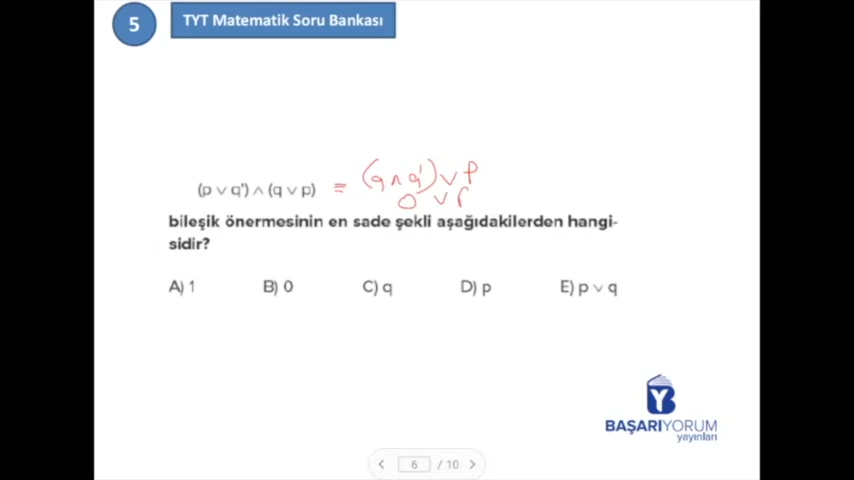 5
TYT Matematik Soru Bankası
(p ∨ q') ∧ (q ∨ p) ≡ (q ∧ q') ∨ p
0 ∨ p
bileşik önermesinin en sade şekli aşağıdakilerden hangi-
sidir?
A) 1 B) 0 C) q D) p E) p ∨ q
BAŞARIYORUM
yayınları
6 / 10